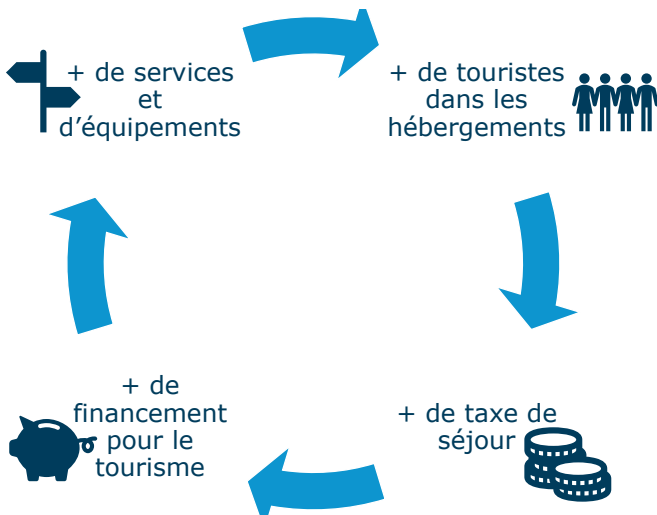 + de services
et
d'équipements
+ de touristes
dans les
hébergements
+ de taxe de
séjour
+ de
financement
pour le
tourisme